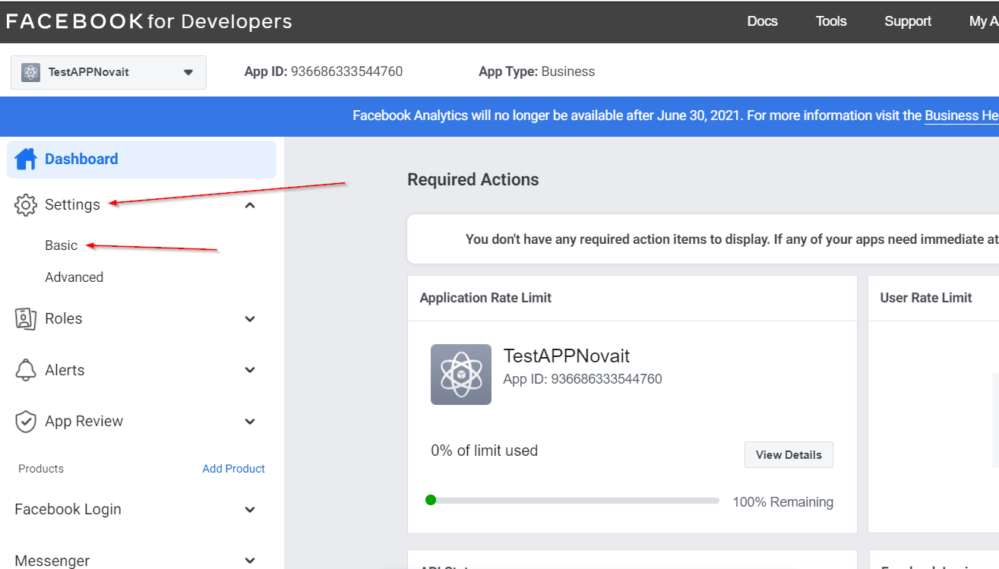 FACEBOOK for Developers
Docs Tools Support My A
TestAPPNovait App ID: 936686333544760 App Type: Business
Facebook Analytics will no longer be available after June 30, 2021. For more information visit the Business He
Dashboard
Required Actions
Settings
You don't have any required action items to display. If any of your apps need immediate at
Basic
Advanced
Application Rate Limit User Rate Limit
Roles
TestAPPNovait
App ID: 936686333544760
Alerts
App Review
0% of limit used View Details
Products Add Product
100% Remaining
Facebook Login
Messenger